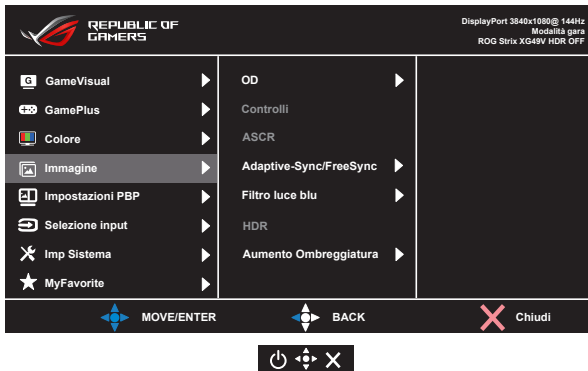 REPUBLIC OF
GAMERS
DisplayPort 3840x1080@ 144Hz
Modalità gara
ROG Strix XG49V HDR OFF
G GameVisual
GamePlus
Colore
Immagine
Impostazioni PBP
Selezione input
Imp Sistema
MyFavorite
OD
Controlli
ASCR
Adaptive-Sync/FreeSync
Filtro luce blu
HDR
Aumento Ombreggiatura
MOVE/ENTER
BACK
Chiudi